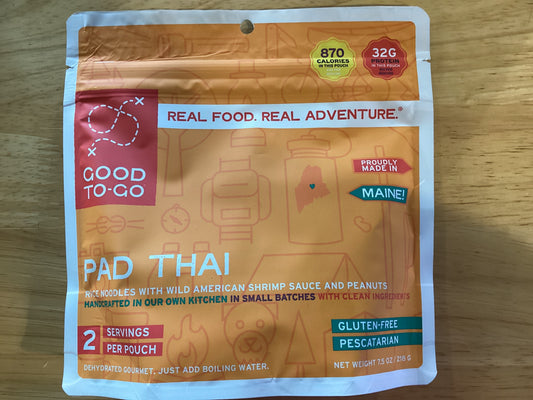 870
CALORIES
IN THIS POUCH
32G
PROTEIN
IN THIS POUCH
REAL FOOD. REAL ADVENTURE.®
GOOD
TO-GO
PROUDLY
MADE IN
MAINE!
PAD THAI
RICE NOODLES WITH WILD AMERICAN SHRIMP SAUCE AND PEANUTS
HANDCRAFTED IN OUR OWN KITCHEN IN SMALL BATCHES WITH CLEAN INGREDIENTS
2 SERVINGS
PER POUCH
GLUTEN-FREE
PESCATARIAN
DEHYDRATED GOURMET. JUST ADD BOILING WATER.
NET WEIGHT 7.5 OZ / 216 G